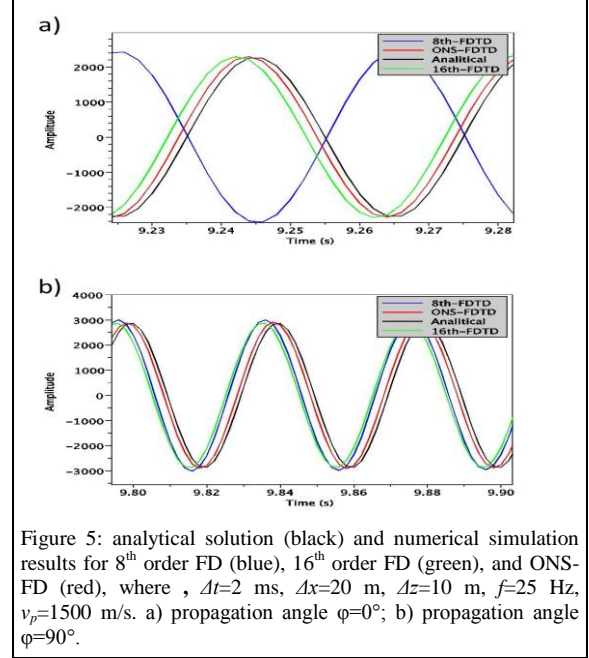 a)
8th-FDTD
ONS-FDTD
Analitical
16th-FDTD
2000
1000
0
−1000
−2000
Amplitude
9.23 9.24 9.25 9.26 9.27 9.28
Time (s)
b)
8th-FDTD
ONS-FDTD
Analitical
16th-FDTD
4000
3000
2000
1000
0
−1000
−2000
−3000
Amplitude
9.80 9.82 9.84 9.86 9.88 9.90
Time (s)
Figure 5: analytical solution (black) and numerical simulation
results for 8th order FD (blue), 16th order FD (green), and ONS-
FD (red), where , Δt=2 ms, Δx=20 m, Δz=10 m, f=25 Hz,
vp=1500 m/s. a) propagation angle φ=0°; b) propagation angle
φ=90°.